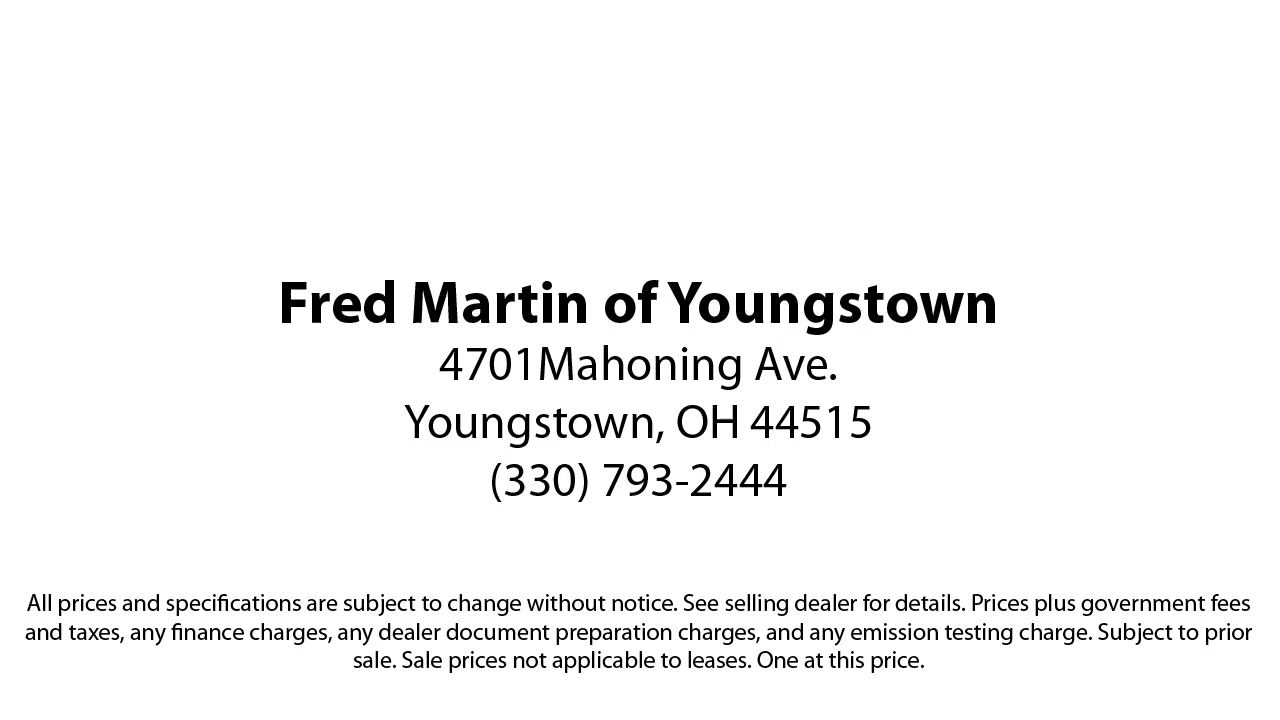 Fred Martin of Youngstown
4701Mahoning Ave.
Youngstown, OH 44515
(330) 793-2444
All prices and specifications are subject to change without notice. See selling dealer for details. Prices plus government fees
and taxes, any finance charges, any dealer document preparation charges, and any emission testing charge. Subject to prior
sale. Sale prices not applicable to leases. One at this price.